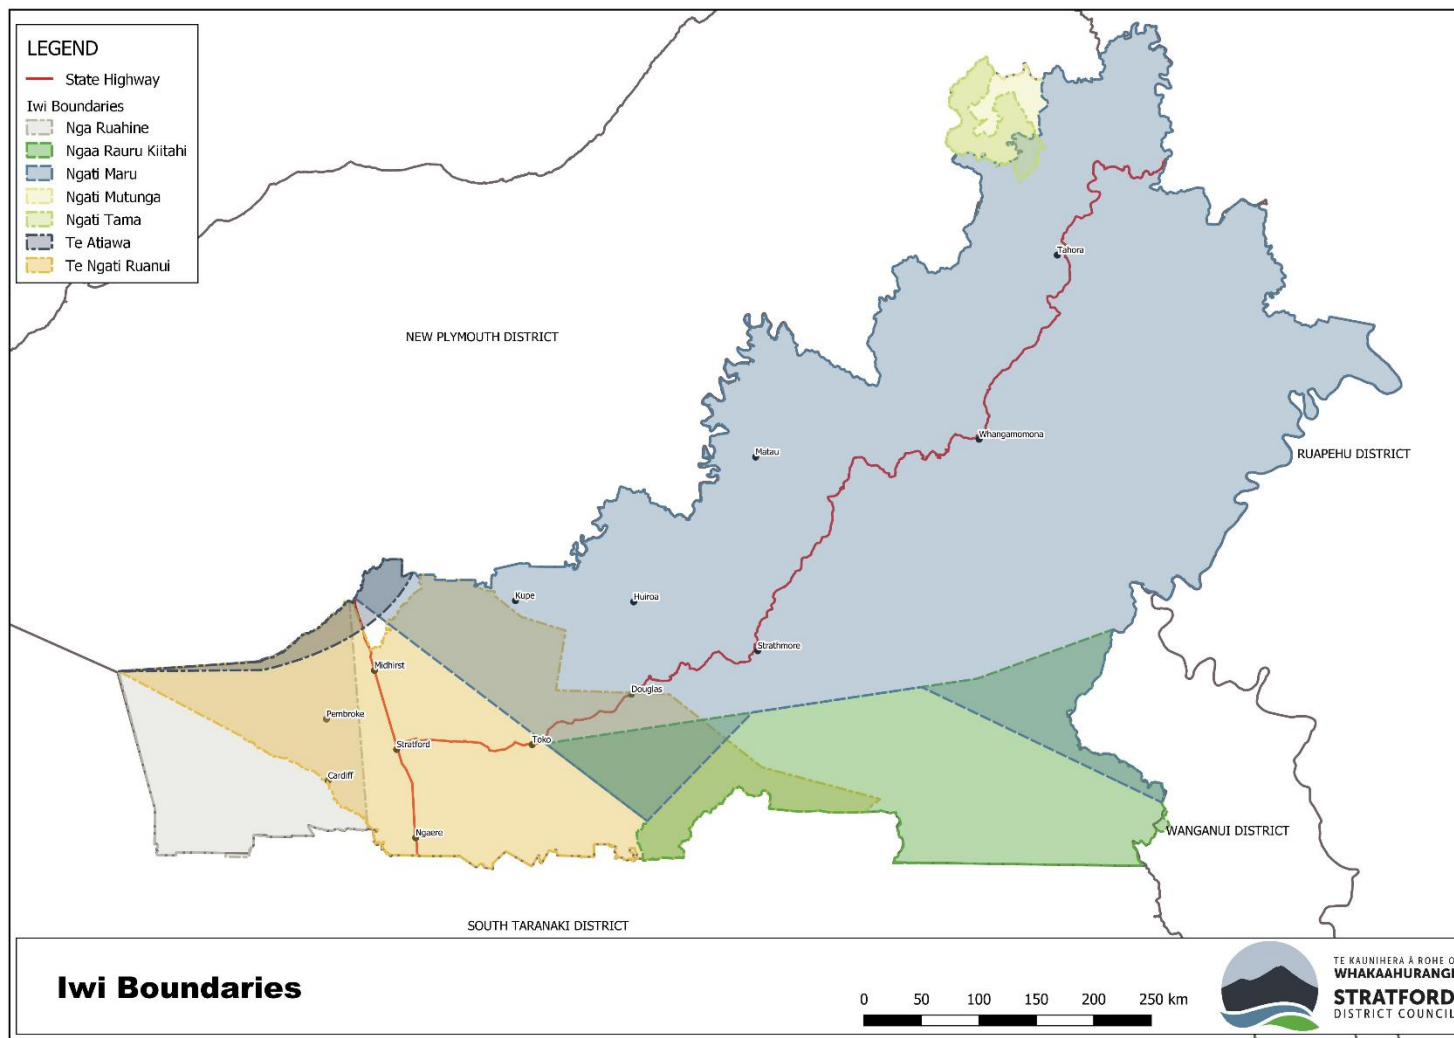 LEGEND
State Highway
Iwi Boundaries
Nga Ruahine
Ngaa Rauru Kiitahi
Ngati Maru
Ngati Mutunga
Ngati Tama
Te Atiawa
Te Ngati Ruanui
Tahora
NEW PLYMOUTH DISTRICT
Whangamomona
Matau
RUAPEHU DISTRICT
Kupe
Huiroa
Strathmore
Midhirst
Douglas
Pembroke
Toko
Stratford
Cardiff
Ngaere
WANGANUI DISTRICT
SOUTH TARANAKI DISTRICT
Iwi Boundaries
0 50 100 150 200 250 km
TE KAUNIHERA Ā ROHE O
WHAKAAHURANGI
STRATFORD
DISTRICT COUNCIL